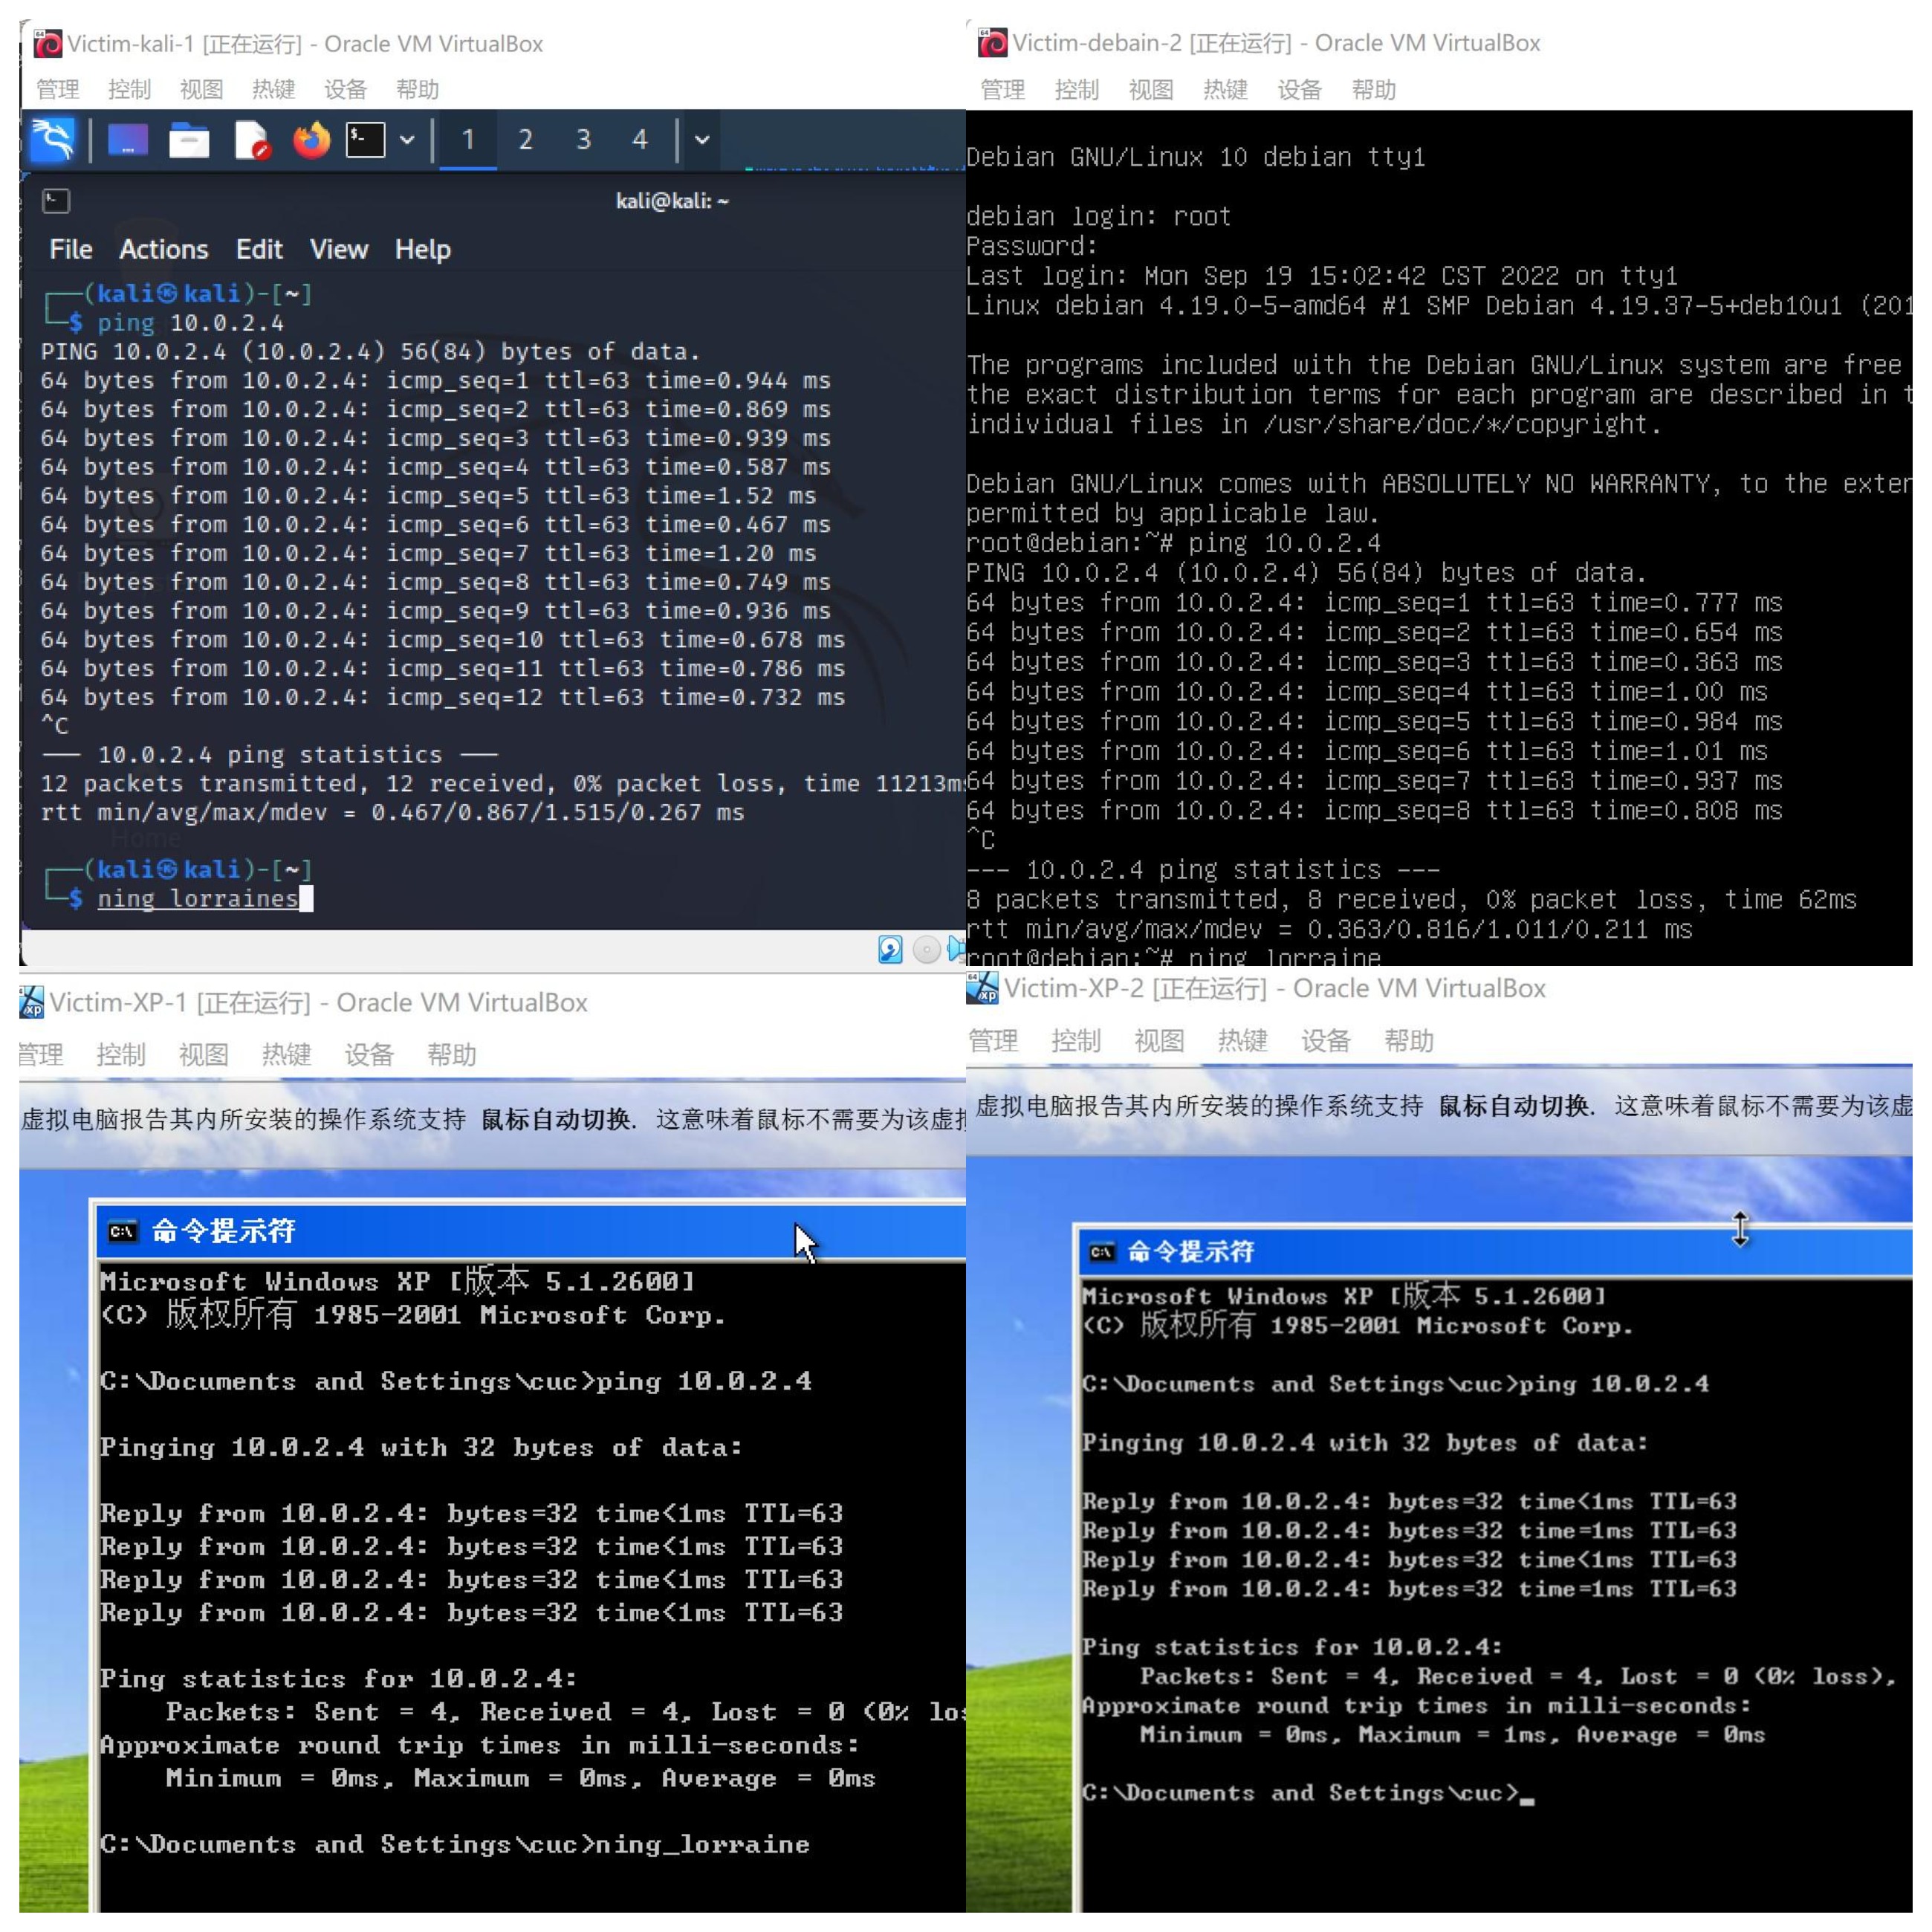 Victim-kali-1 [正在运行] - Oracle VM VirtualBox
管理 控制 视图 热键 设备 帮助
1 2 3 4
kali@kali: ~
File Actions Edit View Help
┌──(kali㉿kali)-[~]
└─$ ping 10.0.2.4
PING 10.0.2.4 (10.0.2.4) 56(84) bytes of data.
64 bytes from 10.0.2.4: icmp_seq=1 ttl=63 time=0.944 ms
64 bytes from 10.0.2.4: icmp_seq=2 ttl=63 time=0.869 ms
64 bytes from 10.0.2.4: icmp_seq=3 ttl=63 time=0.939 ms
64 bytes from 10.0.2.4: icmp_seq=4 ttl=63 time=0.587 ms
64 bytes from 10.0.2.4: icmp_seq=5 ttl=63 time=1.52 ms
64 bytes from 10.0.2.4: icmp_seq=6 ttl=63 time=0.467 ms
64 bytes from 10.0.2.4: icmp_seq=7 ttl=63 time=1.20 ms
64 bytes from 10.0.2.4: icmp_seq=8 ttl=63 time=0.749 ms
64 bytes from 10.0.2.4: icmp_seq=9 ttl=63 time=0.936 ms
64 bytes from 10.0.2.4: icmp_seq=10 ttl=63 time=0.678 ms
64 bytes from 10.0.2.4: icmp_seq=11 ttl=63 time=0.786 ms
64 bytes from 10.0.2.4: icmp_seq=12 ttl=63 time=0.732 ms
^C
--- 10.0.2.4 ping statistics ---
12 packets transmitted, 12 received, 0% packet loss, time 11213ms
rtt min/avg/max/mdev = 0.467/0.867/1.515/0.267 ms
Home
┌──(kali㉿kali)-[~]
└─$ ning_lorraines
Victim-debain-2 [正在运行] - Oracle VM VirtualBox
管理 控制 视图 热键 设备 帮助
Debian GNU/Linux 10 debian tty1
debian login: root
Password:
Last login: Mon Sep 19 15:02:42 CST 2022 on tty1
Linux debian 4.19.0-5-amd64 #1 SMP Debian 4.19.37-5+deb10u1 (201
The programs included with the Debian GNU/Linux system are free
the exact distribution terms for each program are described in t
individual files in /usr/share/doc/*/copyright.
Debian GNU/Linux comes with ABSOLUTELY NO WARRANTY, to the exten
permitted by applicable law.
root@debian:~# ping 10.0.2.4
PING 10.0.2.4 (10.0.2.4) 56(84) bytes of data.
64 bytes from 10.0.2.4: icmp_seq=1 ttl=63 time=0.777 ms
64 bytes from 10.0.2.4: icmp_seq=2 ttl=63 time=0.654 ms
64 bytes from 10.0.2.4: icmp_seq=3 ttl=63 time=0.363 ms
64 bytes from 10.0.2.4: icmp_seq=4 ttl=63 time=1.00 ms
64 bytes from 10.0.2.4: icmp_seq=5 ttl=63 time=0.984 ms
64 bytes from 10.0.2.4: icmp_seq=6 ttl=63 time=1.01 ms
64 bytes from 10.0.2.4: icmp_seq=7 ttl=63 time=0.937 ms
64 bytes from 10.0.2.4: icmp_seq=8 ttl=63 time=0.808 ms
^C
--- 10.0.2.4 ping statistics ---
8 packets transmitted, 8 received, 0% packet loss, time 62ms
rtt min/avg/max/mdev = 0.363/0.816/1.011/0.211 ms
root@debian:~# ning_lorraine
Victim-XP-1 [正在运行] - Oracle VM VirtualBox
管理 控制 视图 热键 设备 帮助
虚拟电脑报告其内所安装的操作系统支持 鼠标自动切换. 这意味着鼠标不需要为该虚拟
命令提示符
Microsoft Windows XP [版本 5.1.2600]
(C) 版权所有 1985-2001 Microsoft Corp.
C:\Documents and Settings\cuc>ping 10.0.2.4
Pinging 10.0.2.4 with 32 bytes of data:
Reply from 10.0.2.4: bytes=32 time<1ms TTL=63
Reply from 10.0.2.4: bytes=32 time<1ms TTL=63
Reply from 10.0.2.4: bytes=32 time<1ms TTL=63
Reply from 10.0.2.4: bytes=32 time<1ms TTL=63
Ping statistics for 10.0.2.4:
Packets: Sent = 4, Received = 4, Lost = 0 (0% los
Approximate round trip times in milli-seconds:
Minimum = 0ms, Maximum = 0ms, Average = 0ms
C:\Documents and Settings\cuc>ning_lorraine
Victim-XP-2 [正在运行] - Oracle VM VirtualBox
管理 控制 视图 热键 设备 帮助
虚拟电脑报告其内所安装的操作系统支持 鼠标自动切换. 这意味着鼠标不需要为该虚
命令提示符
Microsoft Windows XP [版本 5.1.2600]
(C) 版权所有 1985-2001 Microsoft Corp.
C:\Documents and Settings\cuc>ping 10.0.2.4
Pinging 10.0.2.4 with 32 bytes of data:
Reply from 10.0.2.4: bytes=32 time<1ms TTL=63
Reply from 10.0.2.4: bytes=32 time=1ms TTL=63
Reply from 10.0.2.4: bytes=32 time<1ms TTL=63
Reply from 10.0.2.4: bytes=32 time=1ms TTL=63
Ping statistics for 10.0.2.4:
Packets: Sent = 4, Received = 4, Lost = 0 (0% loss),
Approximate round trip times in milli-seconds:
Minimum = 0ms, Maximum = 1ms, Average = 0ms
C:\Documents and Settings\cuc>_